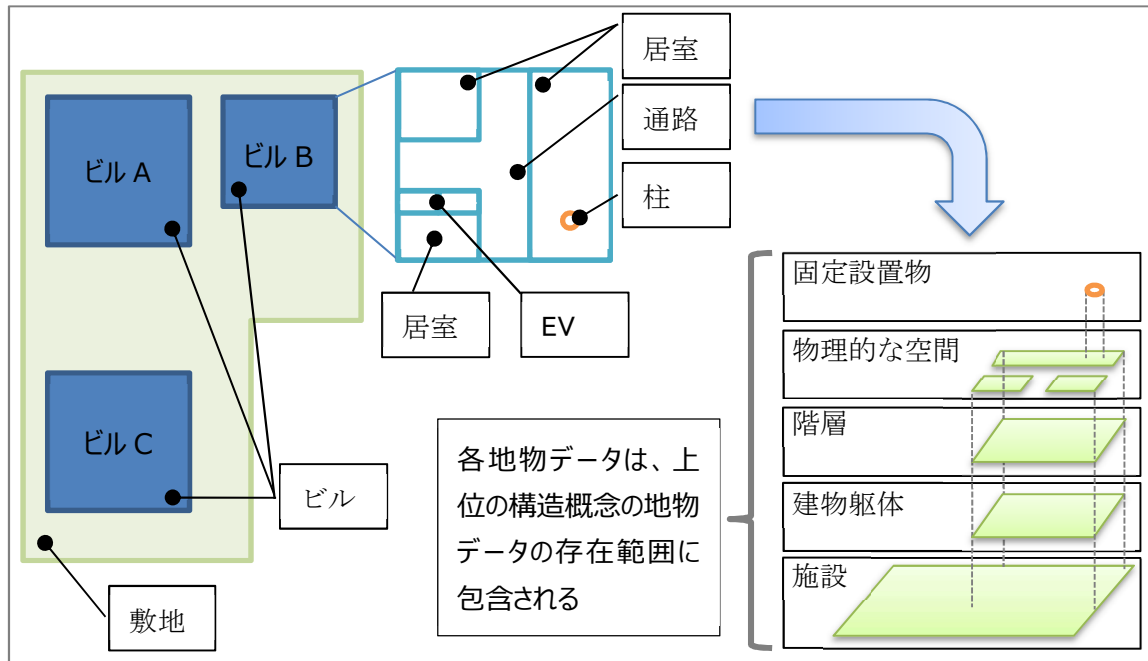 居室
通路
柱
ビル A
ビル B
居室
EV
ビル C
ビル
敷地
各地物データは、上
位の構造概念の地物
データの存在範囲に
包含される
固定設置物
物理的な空間
階層
建物躯体
施設